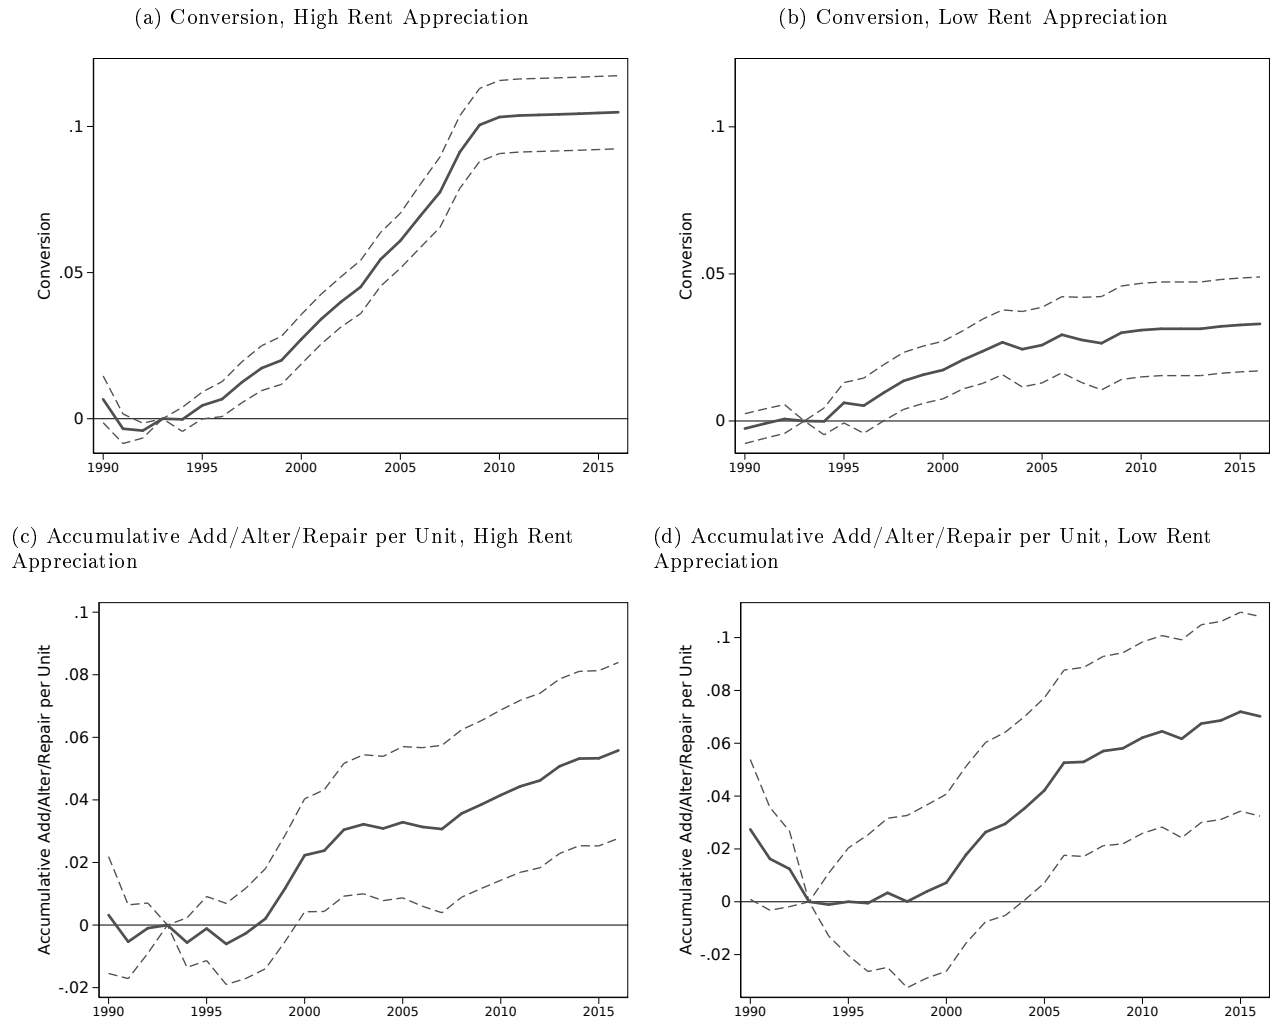 (a) Conversion, High Rent Appreciation
Conversion
.1
.05
0
1990 1995 2000 2005 2010 2015
(b) Conversion, Low Rent Appreciation
Conversion
.1
.05
0
1990 1995 2000 2005 2010 2015
(c) Accumulative Add/Alter/Repair per Unit, High Rent
Appreciation
Accumulative Add/Alter/Repair per Unit
.1
.08
.06
.04
.02
0
-.02
1990 1995 2000 2005 2010 2015
(d) Accumulative Add/Alter/Repair per Unit, Low Rent
Appreciation
Accumulative Add/Alter/Repair per Unit
.1
.08
.06
.04
.02
0
-.02
1990 1995 2000 2005 2010 2015